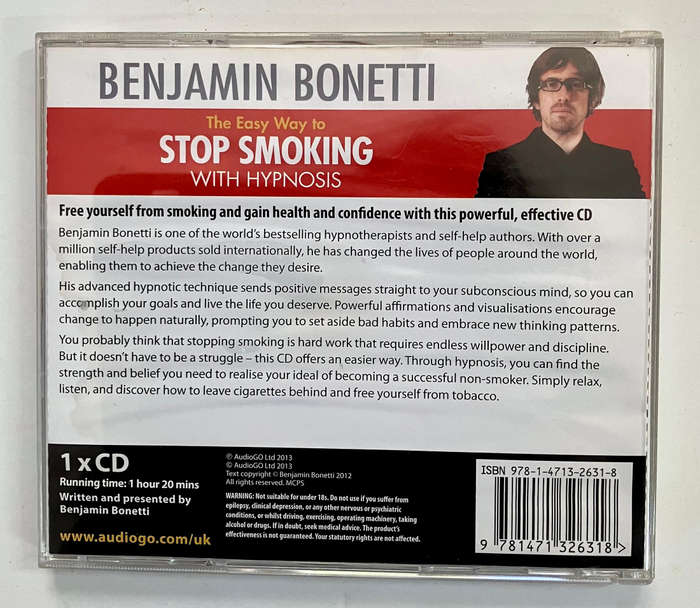 BENJAMIN BONETTI
The Easy Way to
STOP SMOKING
WITH HYPNOSIS
Free yourself from smoking and gain health and confidence with this powerful, effective CD
Benjamin Bonetti is one of the world's bestselling hypnotherapists and self-help authors. With over a
million self-help products sold internationally, he has changed the lives of people around the world,
enabling them to achieve the change they desire.
His advanced hypnotic technique sends positive messages straight to your subconscious mind, so you can
accomplish your goals and live the life you deserve. Powerful affirmations and visualisations encourage
change to happen naturally, prompting you to set aside bad habits and embrace new thinking patterns.
You probably think that stopping smoking is hard work that requires endless willpower and discipline.
But it doesn't have to be a struggle – this CD offers an easier way. Through hypnosis, you can find the
strength and belief you need to realise your ideal of becoming a successful non-smoker. Simply relax,
listen, and discover how to leave cigarettes behind and free yourself from tobacco.
1 x CD
Running time: 1 hour 20 mins
Written and presented by
Benjamin Bonetti
www.audiogo.com/uk
℗ AudioGO Ltd 2013
© AudioGO Ltd 2013
Text copyright © Benjamin Bonetti 2012
All rights reserved. MCPS
WARNING: Not suitable for under 18s. Do not use if you suffer from
epilepsy, clinical depression, or any other nervous or psychiatric
conditions, or whilst driving, exercising, operating machinery, taking
alcohol or drugs. If in doubt, seek medical advice. The product's
effectiveness is not guaranteed. Your statutory rights are not affected.
ISBN 978-1-4713-2631-8
9 781471 326318 >